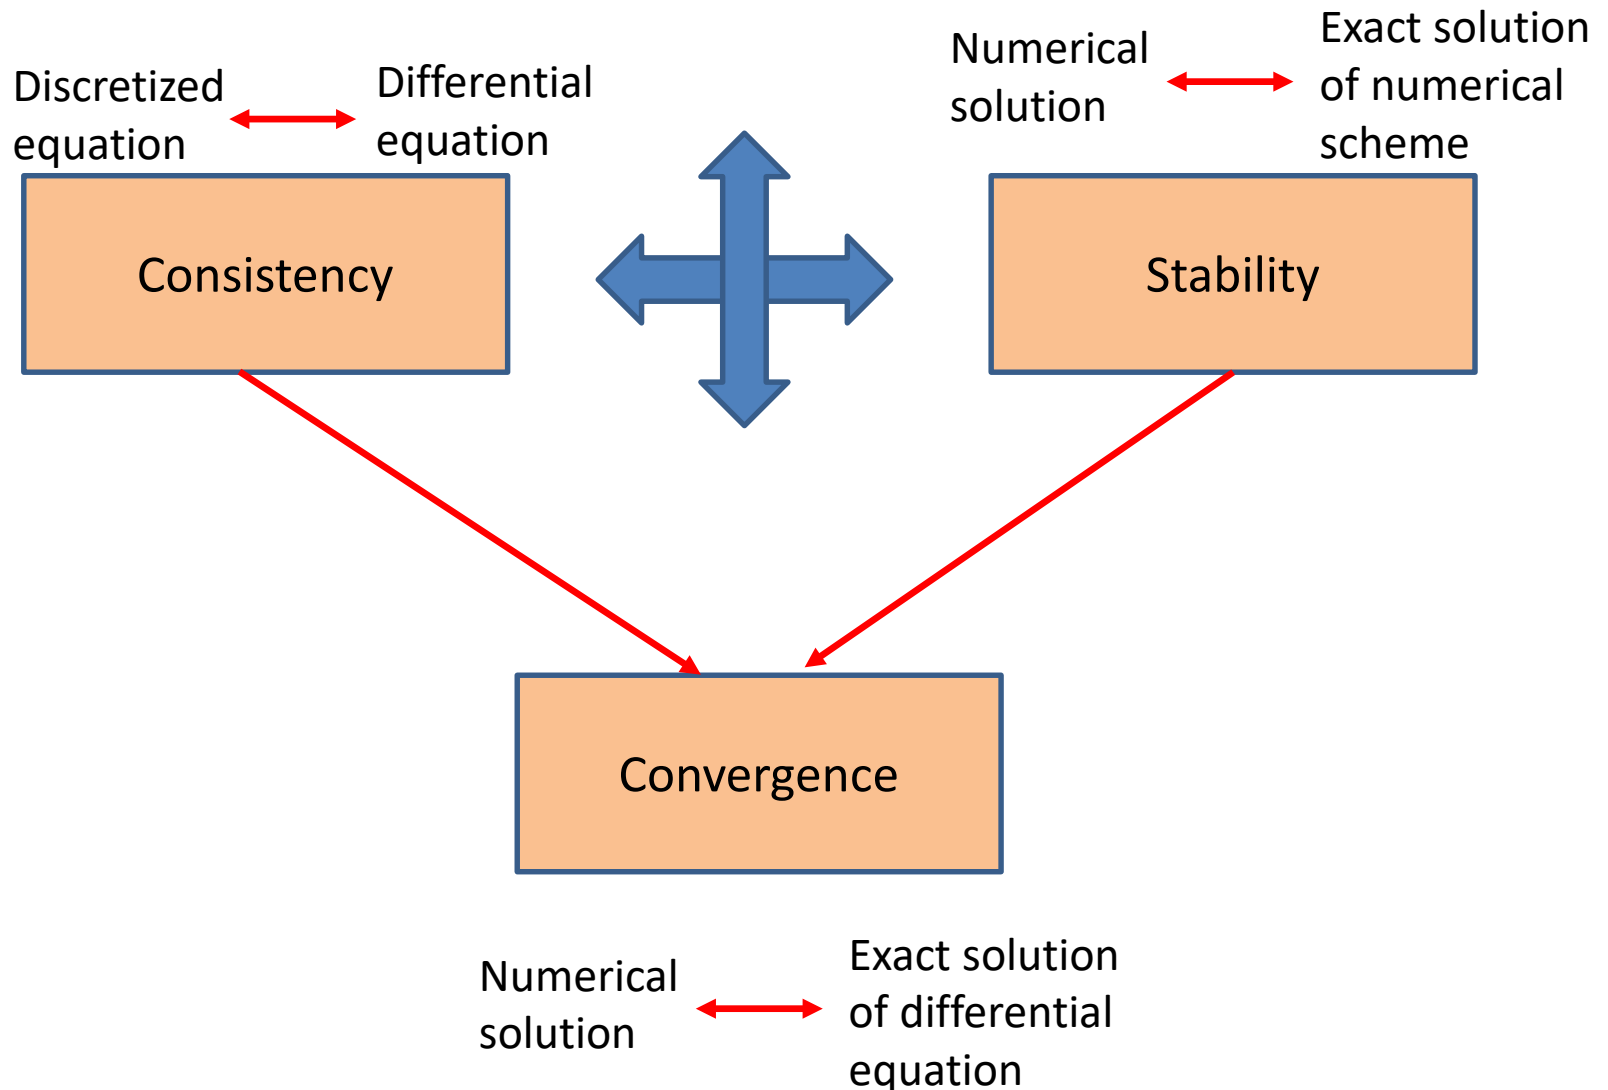 Discretized
equation
Differential
equation
Numerical
solution
Exact solution
of numerical
scheme
Consistency
Stability
Convergence
Numerical
solution
Exact solution
of differential
equation